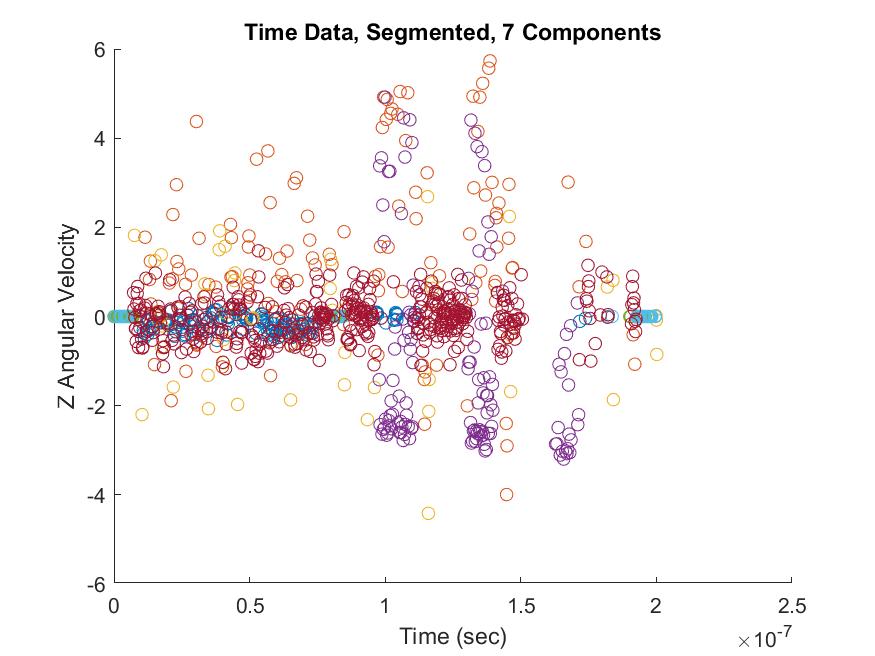 Time Data, Segmented, 7 Components
6
4
2
0
-2
-4
-6
Z Angular Velocity
0 0.5 1 1.5 2 2.5
Time (sec)
×10-7